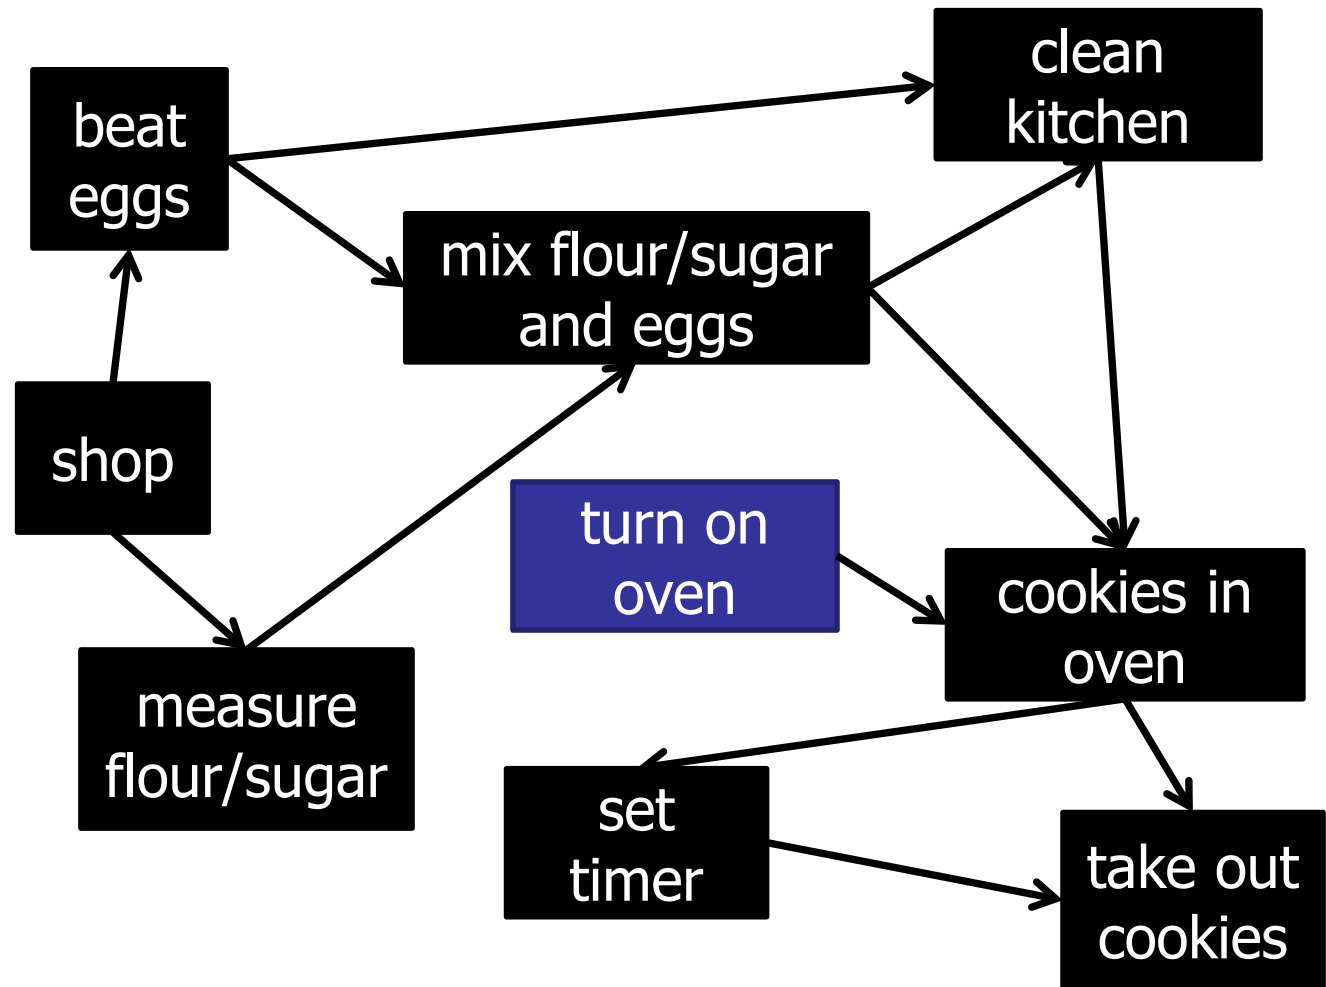 clean
kitchen
beat
eggs
mix flour/sugar
and eggs
shop
turn on
oven
cookies in
oven
measure
flour/sugar
set
timer
take out
cookies